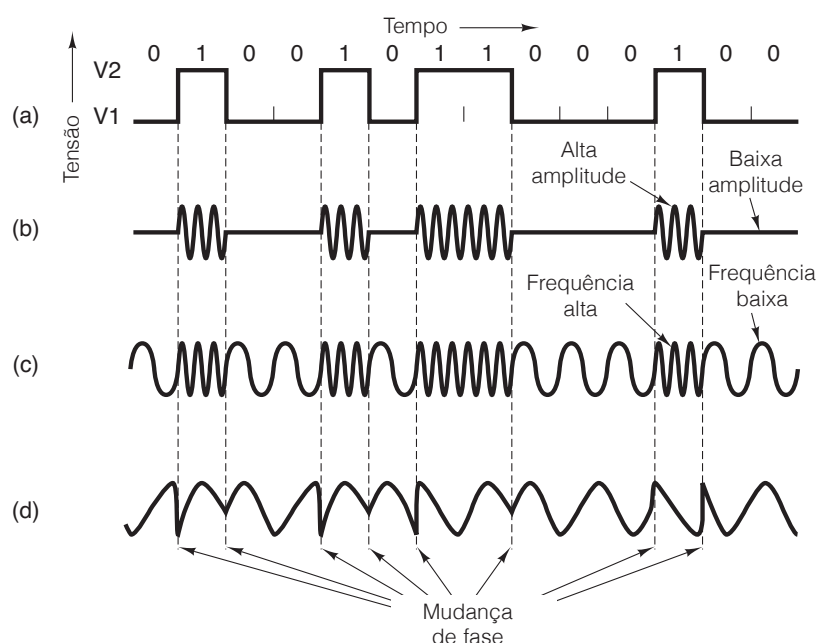 Tempo
0 1 0 0 1 0 1 1 0 0 0 1 0 0
V2
V1
Tensão
(a)
Alta
amplitude
Baixa
amplitude
(b)
Frequência
alta
Frequência
baixa
(c)
(d)
Mudança
de fase